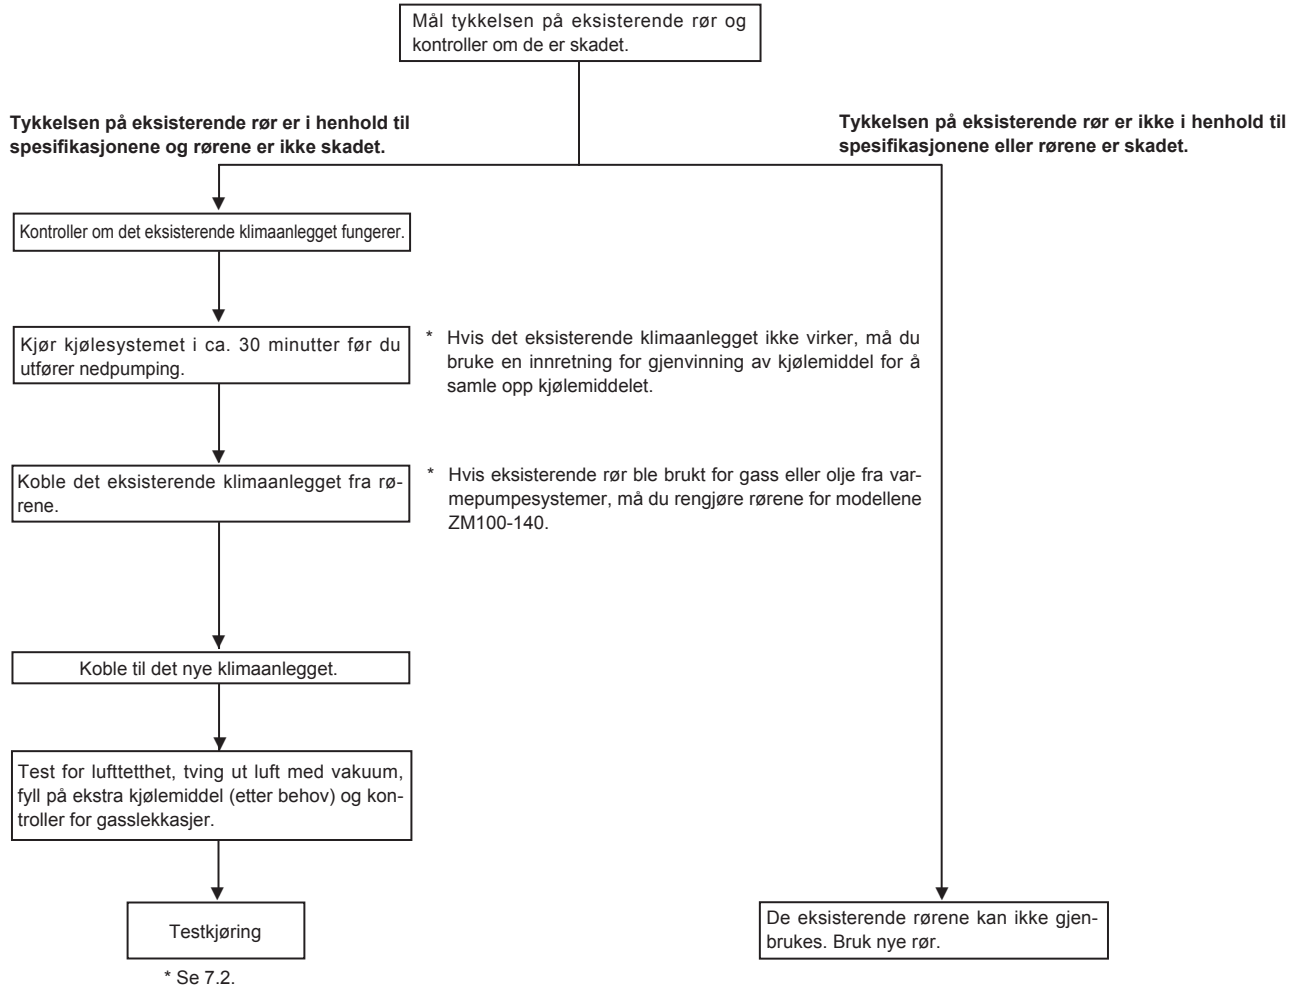 Mål tykkelsen på eksisterende rør og
kontroller om de er skadet.
Tykkelsen på eksisterende rør er i henhold til
spesifikasjonene og rørene er ikke skadet.
Tykkelsen på eksisterende rør er ikke i henhold til
spesifikasjonene eller rørene er skadet.
Kontroller om det eksisterende klimaanlegget fungerer.
Kjør kjølesystemet i ca. 30 minutter før du
utfører nedpumping.
* Hvis det eksisterende klimaanlegget ikke virker, må du
bruke en innretning for gjenvinning av kjølemiddel for å
samle opp kjølemiddelet.
Koble det eksisterende klimaanlegget fra rø-
rene.
* Hvis eksisterende rør ble brukt for gass eller olje fra var-
mepumpesystemer, må du rengjøre rørene for modellene
ZM100-140.
Koble til det nye klimaanlegget.
Test for lufttetthet, tving ut luft med vakuum,
fyll på ekstra kjølemiddel (etter behov) og kon-
troller for gasslekkasjer.
Testkjøring
* Se 7.2.
De eksisterende rørene kan ikke gjen-
brukes. Bruk nye rør.